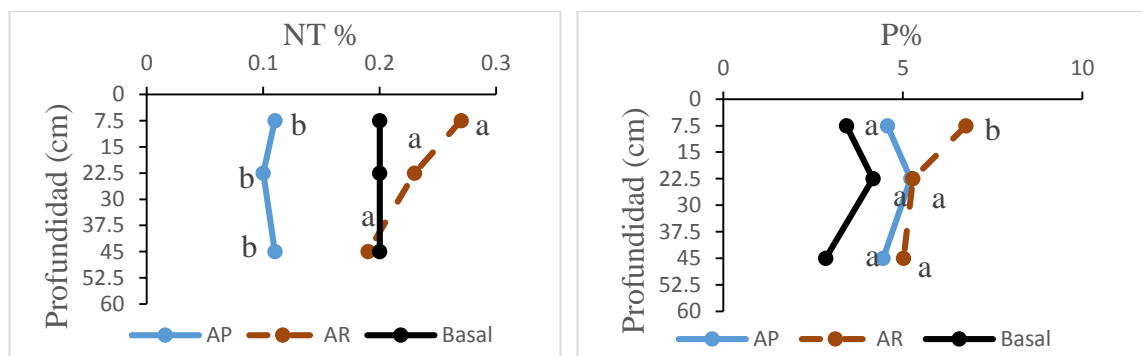 NT %
0 0.1 0.2 0.3
Profundidad (cm)
0
7.5 b a
15 a
22.5 b
30
37.5 a
45 b
52.5
60
AP AR Basal
P%
0 5 10
Profundidad (cm)
0
7.5 a b
15
22.5
30 a a
37.5
45 a a
52.5
60
AP AR Basal